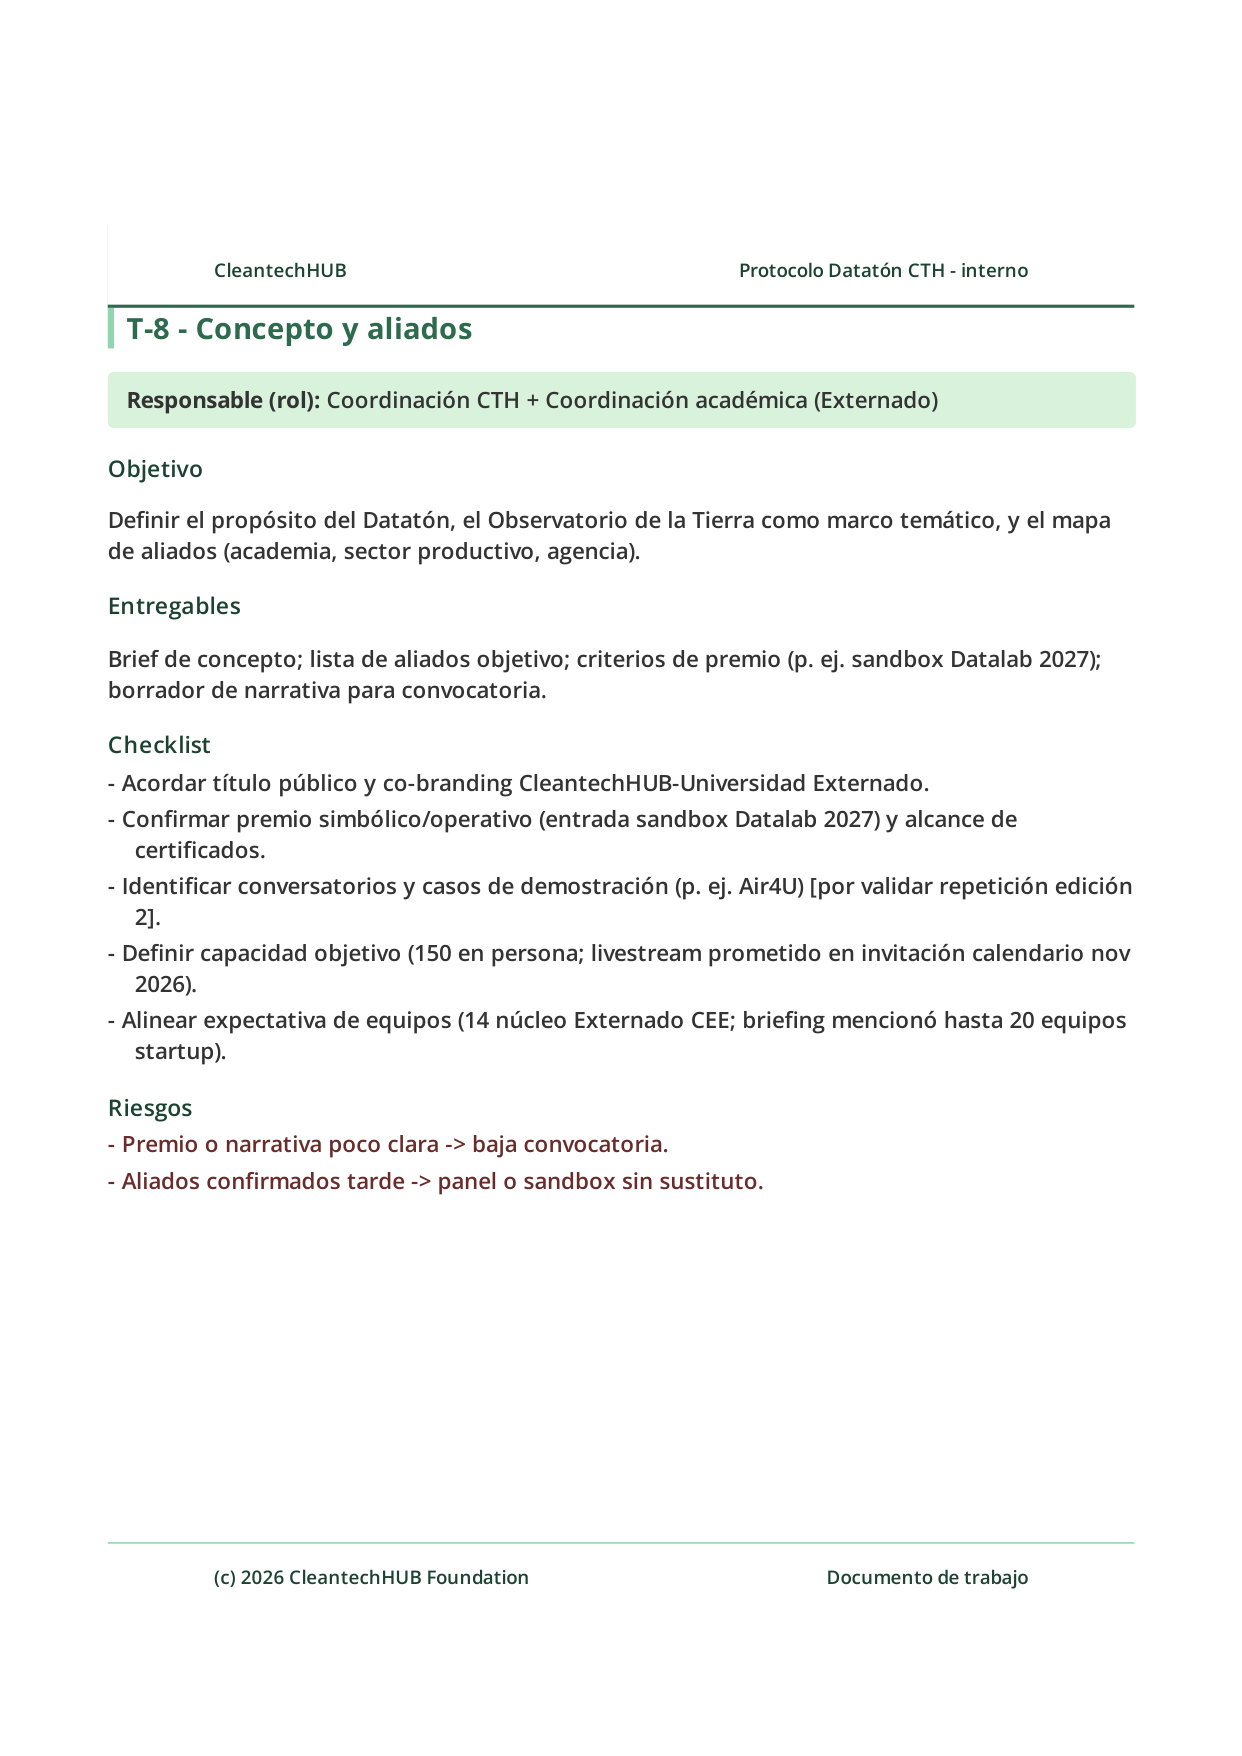 CleantechHUB
Protocolo Datatón CTH - interno
T-8 - Concepto y aliados
Responsable (rol): Coordinación CTH + Coordinación académica (Externado)
Objetivo
Definir el propósito del Datatón, el Observatorio de la Tierra como marco temático, y el mapa
de aliados (academia, sector productivo, agencia).
Entregables
Brief de concepto; lista de aliados objetivo; criterios de premio (p. ej. sandbox Datalab 2027);
borrador de narrativa para convocatoria.
Checklist
- Acordar título público y co-branding CleantechHUB-Universidad Externado.
- Confirmar premio simbólico/operativo (entrada sandbox Datalab 2027) y alcance de
certificados.
- Identificar conversatorios y casos de demostración (p. ej. Air4U) [por validar repetición edición
2].
- Definir capacidad objetivo (150 en persona; livestream prometido en invitación calendario nov
2026).
- Alinear expectativa de equipos (14 núcleo Externado CEE; briefing mencionó hasta 20 equipos
startup).
Riesgos
- Premio o narrativa poco clara -> baja convocatoria.
- Aliados confirmados tarde -> panel o sandbox sin sustituto.
(c) 2026 CleantechHUB Foundation
Documento de trabajo